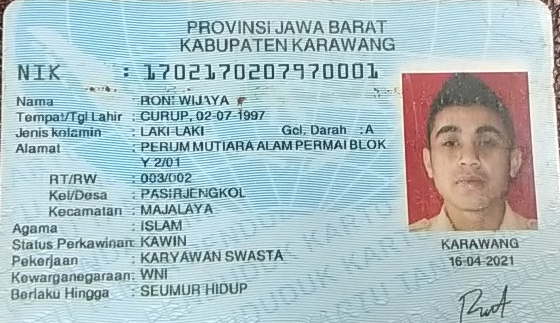 PROVINSI JAWA BARAT
KABUPATEN KARAWANG
NIK : 1702170207970001
Nama : RONI WIJAYA
Tempat/Tgl Lahir : CURUP, 02-07-1997
Jenis kelamin : LAKI-LAKI Gol. Darah : A
Alamat : PERUM MUTIARA ALAM PERMAI BLOK
Y 2/01
RT/RW : 003/002
Kel/Desa : PASIRJENGKOL
Kecamatan : MAJALAYA
Agama : ISLAM
Status Perkawinan: KAWIN
Pekerjaan : KARYAWAN SWASTA
Kewarganegaraan: WNI
Berlaku Hingga : SEUMUR HIDUP
KARAWANG
16-04-2021